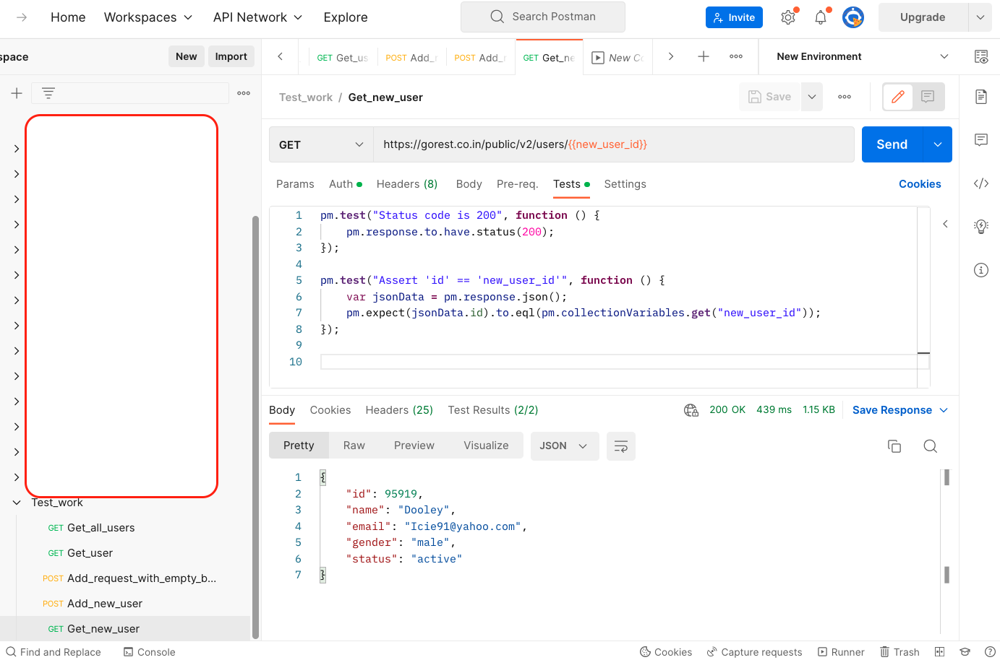 Home Workspaces API Network Explore Search Postman Invite Upgrade
space New Import GET Get_us POST Add_r POST Add_r GET Get_ne New Co New Environment
Test_work / Get_new_user Save
GET https://gorest.co.in/public/v2/users/{{new_user_id}} Send
Params Auth Headers (8) Body Pre-req. Tests Settings Cookies
1 pm.test("Status code is 200", function () {
2 pm.response.to.have.status(200);
3 });
4
5 pm.test("Assert 'id' == 'new_user_id'", function () {
6 var jsonData = pm.response.json();
7 pm.expect(jsonData.id).to.eql(pm.collectionVariables.get("new_user_id"));
8 });
9
10
Body Cookies Headers (25) Test Results (2/2) 200 OK 439 ms 1.15 KB Save Response
Pretty Raw Preview Visualize JSON
1 {
2 "id": 95919,
3 "name": "Dooley",
4 "email": "Icie91@yahoo.com",
5 "gender": "male",
6 "status": "active"
7 }
Test_work
GET Get_all_users
GET Get_user
POST Add_request_with_empty_b...
POST Add_new_user
GET Get_new_user
Find and Replace Console Cookies Capture requests Runner Trash